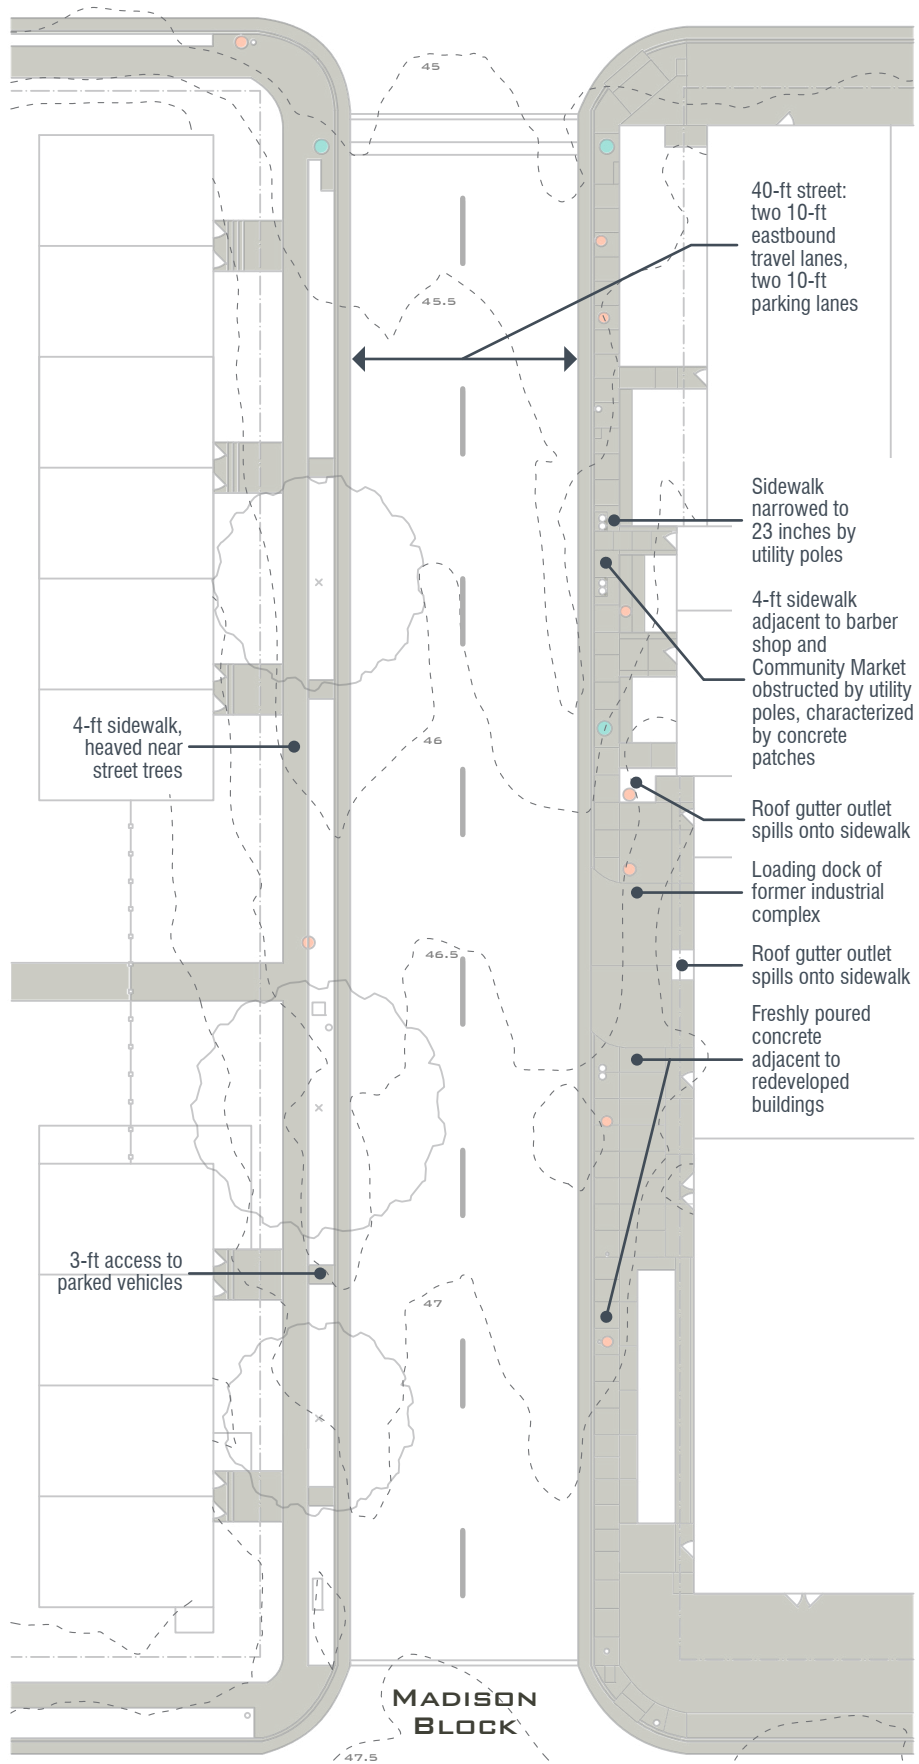 45
40-ft street:
two 10-ft
eastbound
travel lanes,
two 10-ft
parking lanes
45.5
Sidewalk
narrowed to
23 inches by
utility poles
4-ft sidewalk
adjacent to barber
shop and
Community Market
obstructed by utility
poles, characterized
by concrete
patches
4-ft sidewalk,
heaved near
street trees
46
Roof gutter outlet
spills onto sidewalk
Loading dock of
former industrial
complex
46.5
Roof gutter outlet
spills onto sidewalk
Freshly poured
concrete
adjacent to
redeveloped
buildings
3-ft access to
parked vehicles
47
MADISON
BLOCK
47.5